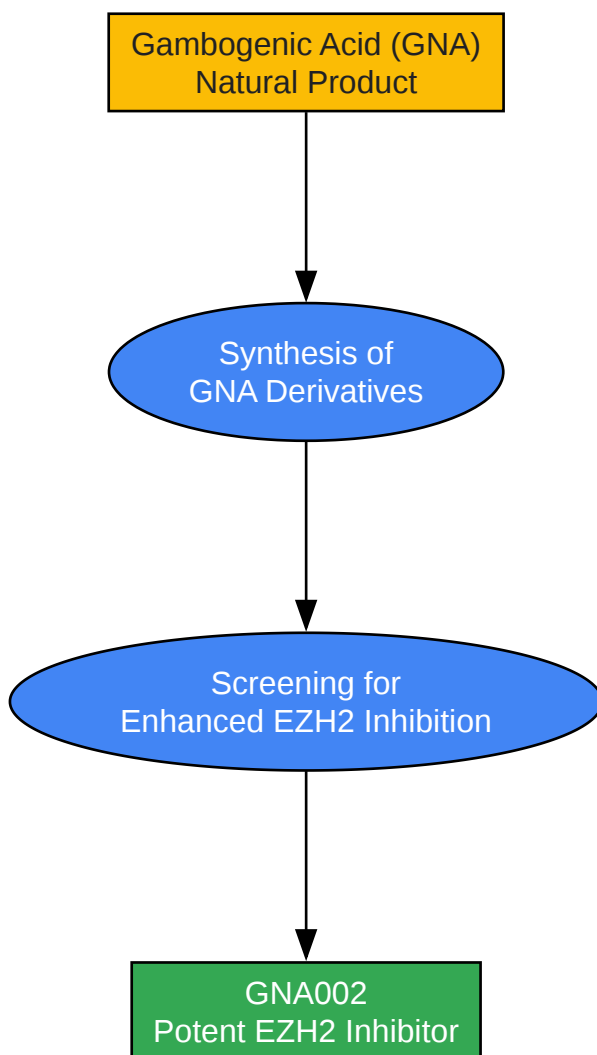 Gambogenic Acid (GNA)
Natural Product
Synthesis of
GNA Derivatives
Screening for
Enhanced EZH2 Inhibition
GNA002
Potent EZH2 Inhibitor